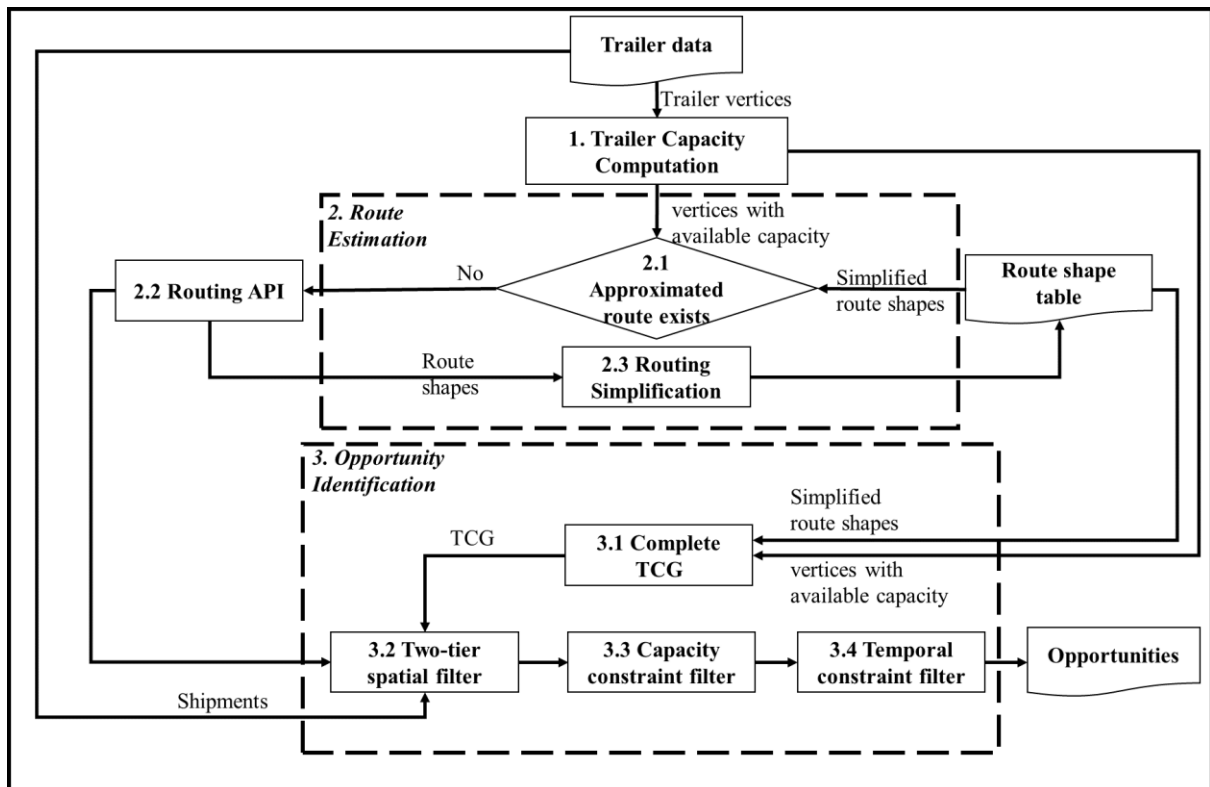 Trailer data
Trailer vertices
1. Trailer Capacity
Computation
2. Route
Estimation
vertices with
available capacity
2.1
Approximated
route exists
No
2.2 Routing API
Simplified
route shapes
Route shape
table
Route
shapes
2.3 Routing
Simplification
3. Opportunity
Identification
Simplified
route shapes
TCG
3.1 Complete
TCG
vertices with
available capacity
3.2 Two-tier
spatial filter
3.3 Capacity
constraint filter
3.4 Temporal
constraint filter
Opportunities
Shipments